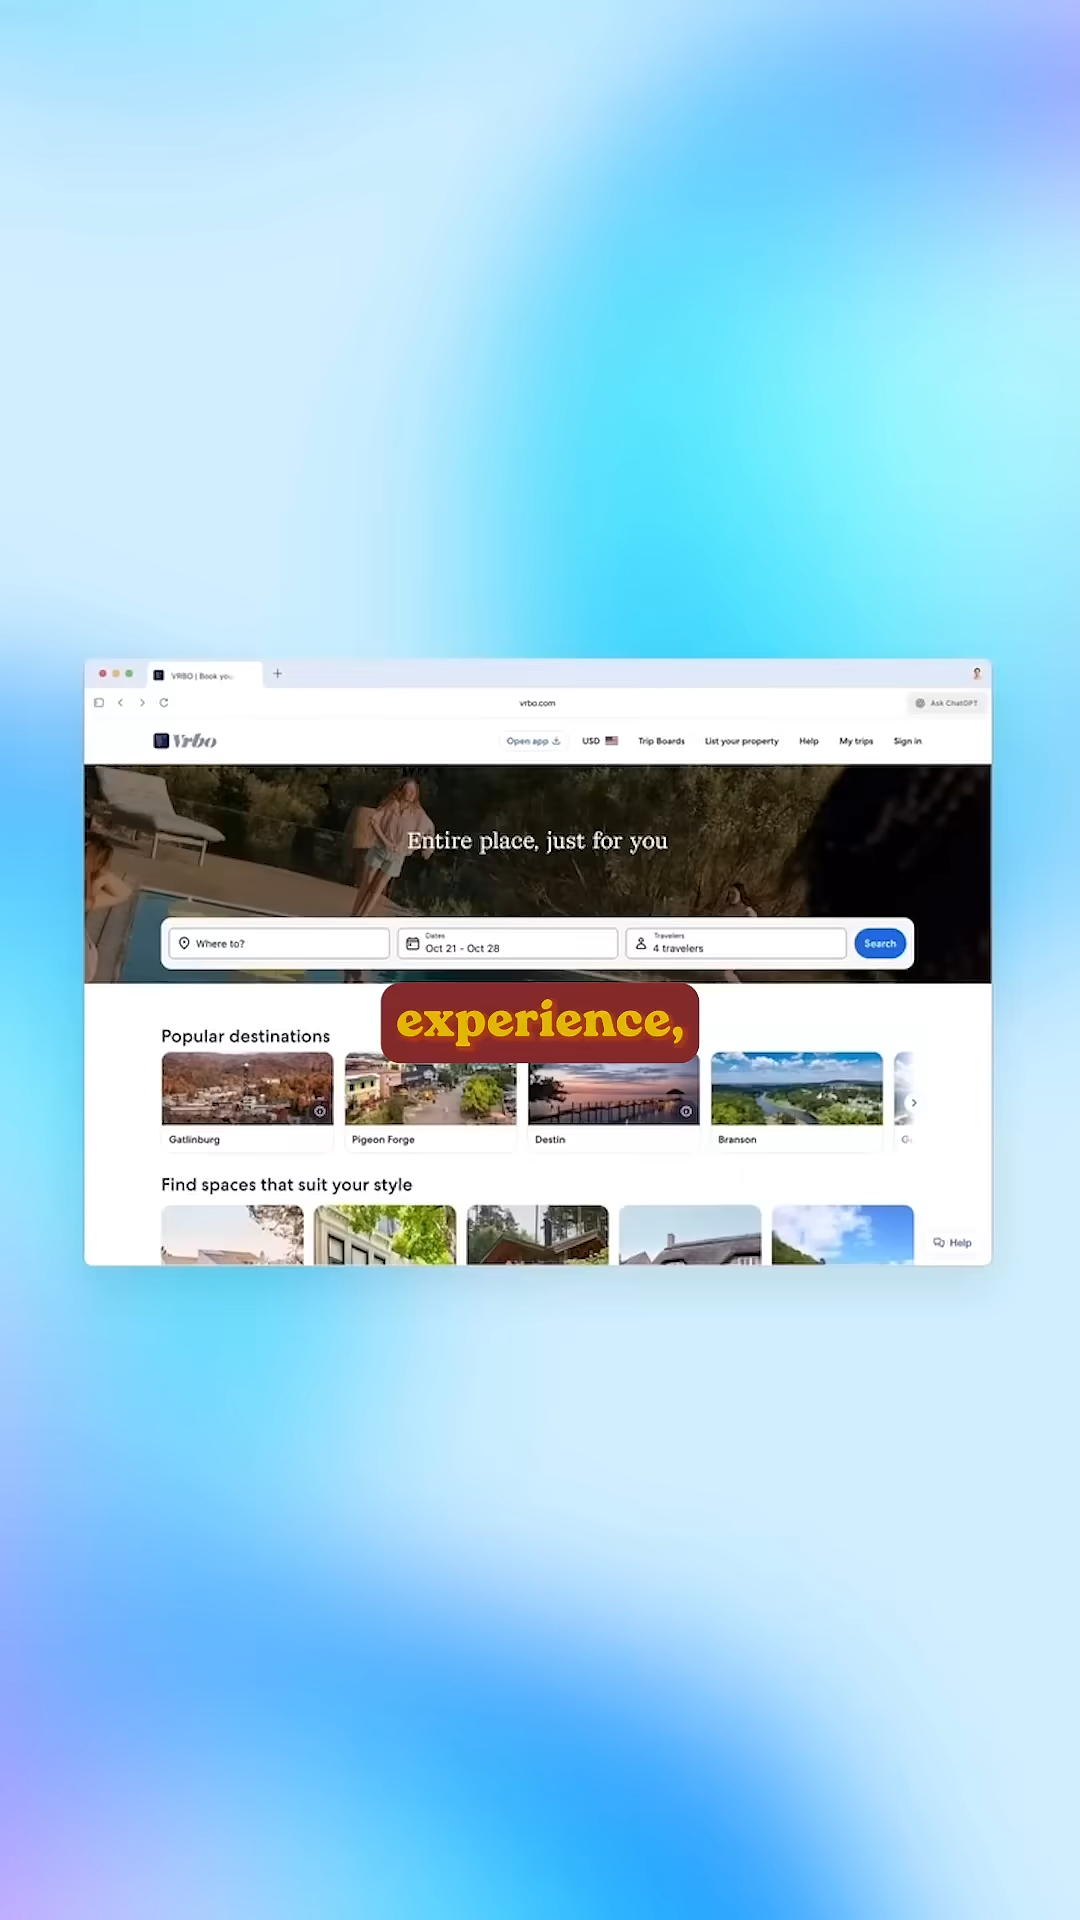 VRBO | Book you
vrbo.com
Ask ChatGPT
Vrbo
Open app
USD
Trip Boards
List your property
Help
My trips
Sign in
Entire place, just for you
Where to?
Dates
Oct 21 - Oct 28
Travelers
4 travelers
Search
experience,
Popular destinations
Gatlinburg
Pigeon Forge
Destin
Branson
Find spaces that suit your style
Help